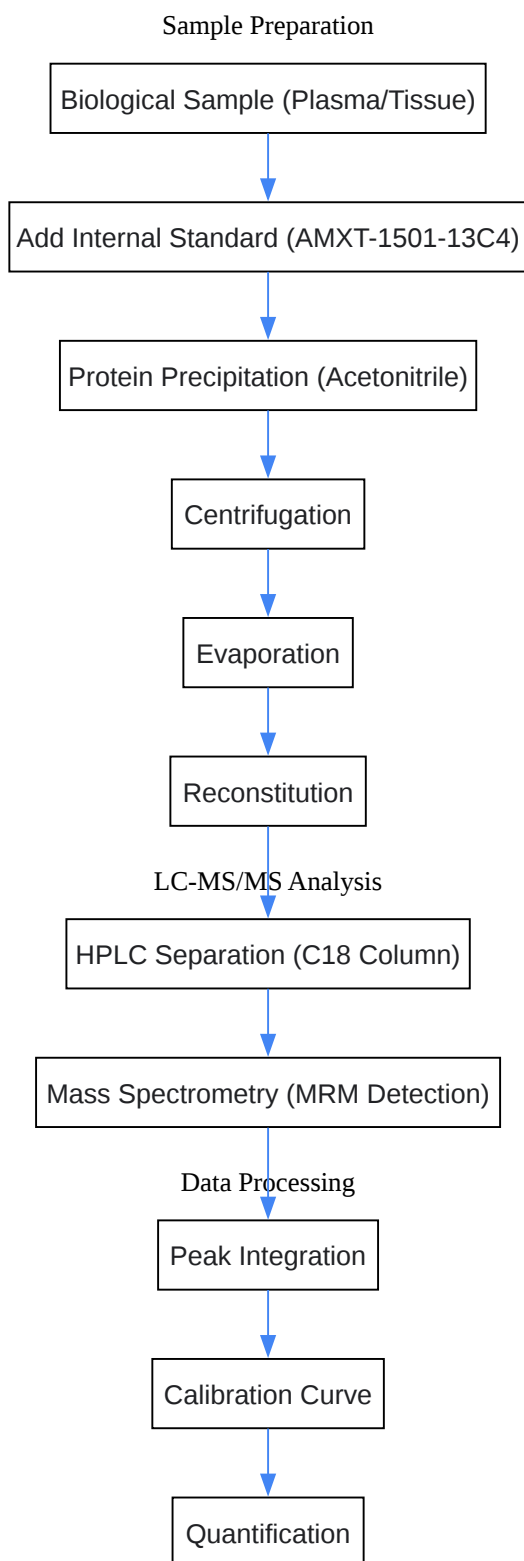 Sample Preparation
Biological Sample (Plasma/Tissue)
Add Internal Standard (AMXT-1501-13C4)
Protein Precipitation (Acetonitrile)
Centrifugation
Evaporation
Reconstitution
LC-MS/MS Analysis
HPLC Separation (C18 Column)
Mass Spectrometry (MRM Detection)
Data Processing
Peak Integration
Calibration Curve
Quantification